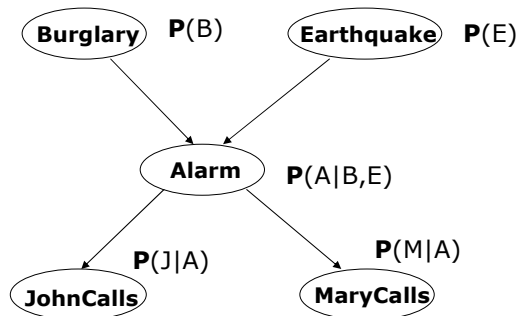 Burglary P(B)
Earthquake P(E)
Alarm
P(A|B,E)
P(J|A)
P(M|A)
JohnCalls
MaryCalls